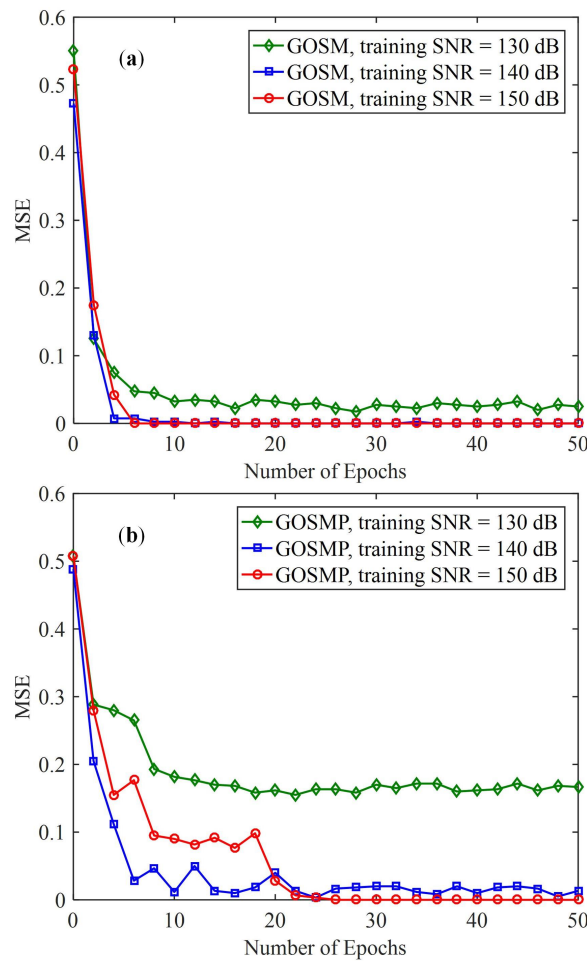 0.6
(a)
GOSM, training SNR = 130 dB
GOSM, training SNR = 140 dB
GOSM, training SNR = 150 dB
0.5
0.4
MSE
0.3
0.2
0.1
0
0 10 20 30 40 50
Number of Epochs
0.6
(b)
GOSMP, training SNR = 130 dB
GOSMP, training SNR = 140 dB
GOSMP, training SNR = 150 dB
0.5
0.4
MSE
0.3
0.2
0.1
0
0 10 20 30 40 50
Number of Epochs